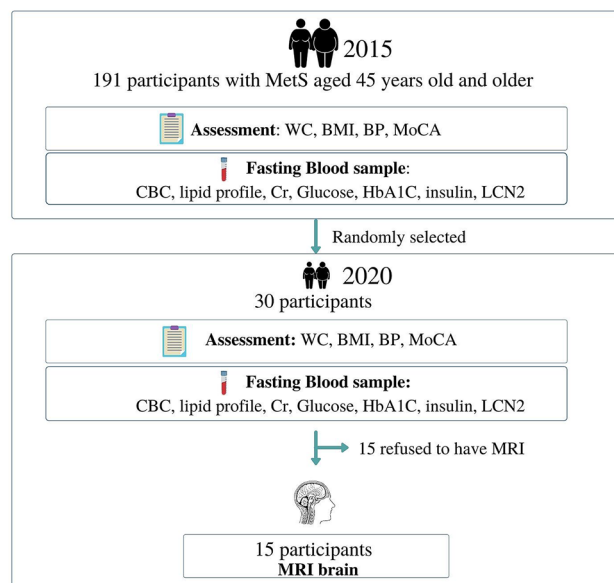 2015
191 participants with MetS aged 45 years old and older
Assessment: WC, BMI, BP, MoCA
Fasting Blood sample:
CBC, lipid profile, Cr, Glucose, HbA1C, insulin, LCN2
Randomly selected
2020
30 participants
Assessment: WC, BMI, BP, MoCA
Fasting Blood sample:
CBC, lipid profile, Cr, Glucose, HbA1C, insulin, LCN2
15 refused to have MRI
15 participants
MRI brain